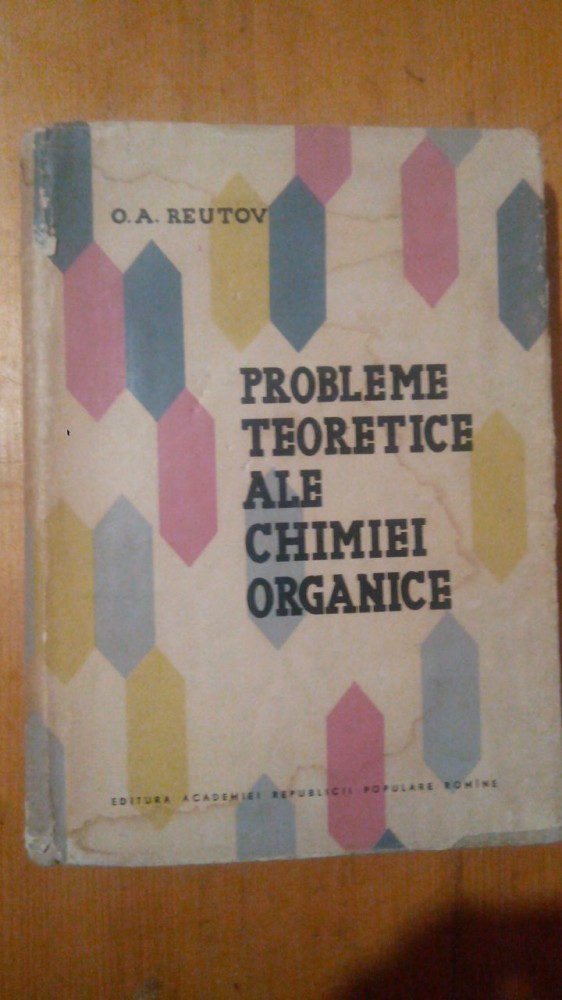 O. A. REUTOV
PROBLEME
TEORETICE
ALE
CHIMIEI
ORGANICE
EDITURA ACADEMIEI REPUBLICII POPULARE ROMÎNE